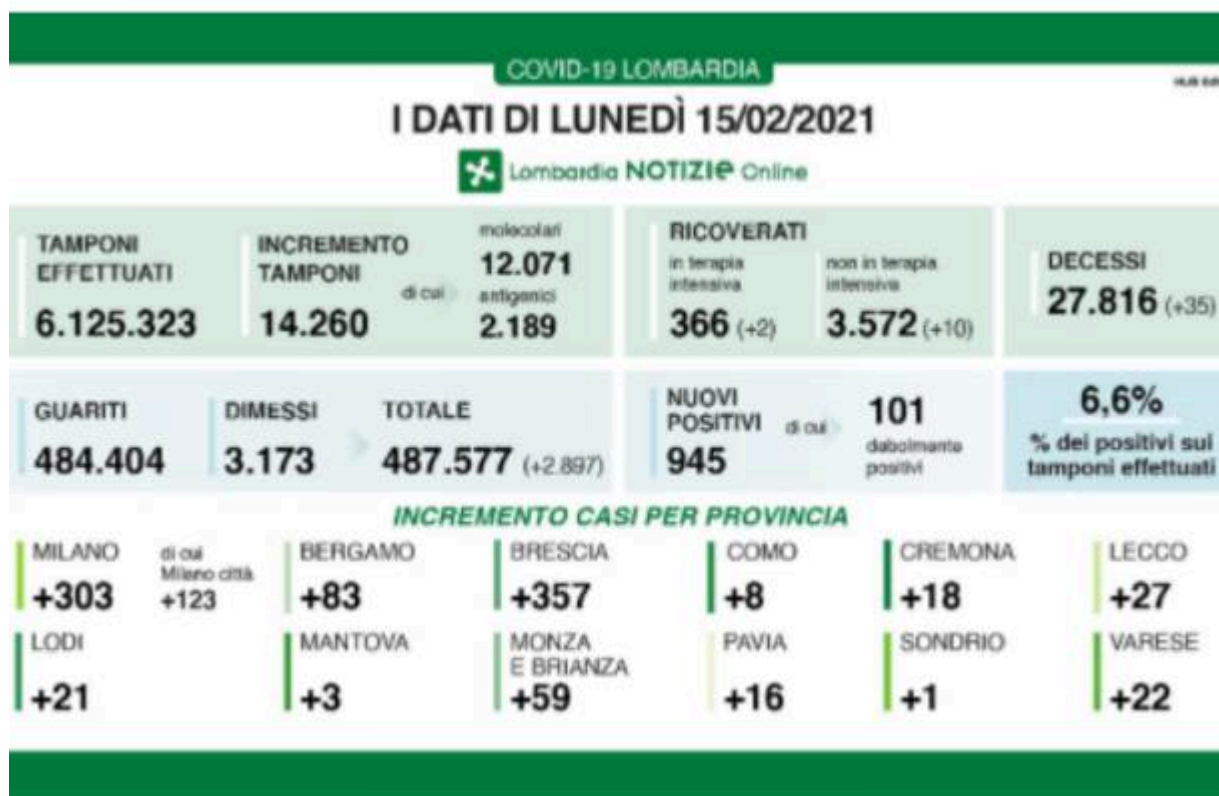 COVID-19 LOMBARDIA
I DATI DI LUNEDÌ 15/02/2021
Lombardia NOTIZIE Online
TAMPONI
EFFETTUATI
6.125.323
INCREMENTO
TAMPONI
14.260
di cui
molecolari
12.071
antigenici
2.189
RICOVERATI
in terapia
intensiva
366 (+2)
non in terapia
intensiva
3.572 (+10)
DECESSI
27.816 (+35)
GUARITI
484.404
DIMESSI
3.173
TOTALE
487.577 (+2.897)
NUOVI
POSITIVI
945
di cui
101
debolmente
positivi
6,6%
% dei positivi sui
tamponi effettuati
INCREMENTO CASI PER PROVINCIA
MILANO
+303
di cui
Milano città
+123
BERGAMO
+83
BRESCIA
+357
COMO
+8
CREMONA
+18
LECCO
+27
LODI
+21
MANTOVA
+3
MONZA
E BRIANZA
+59
PAVIA
+16
SONDRIO
+1
VARESE
+22